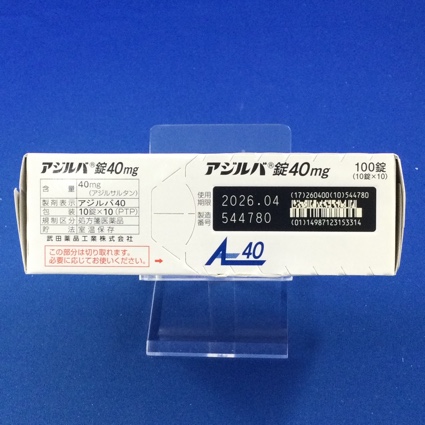 アジルバ®錠40mg
含量 40mg
(アジルサルタン)
製剤表示 アジルバ40
包装 10錠×10(PTP)
規制区分 処方箋医薬品
貯法 室温保存
武田薬品工業株式会社
この部分は切り取れます。
必要に応じてお使いください。
アジルバ®錠40mg
100錠
(10錠×10)
使用期限 2026.04
製造番号 544780
(17)260400(10)544780
(01)14987123153314
A 40